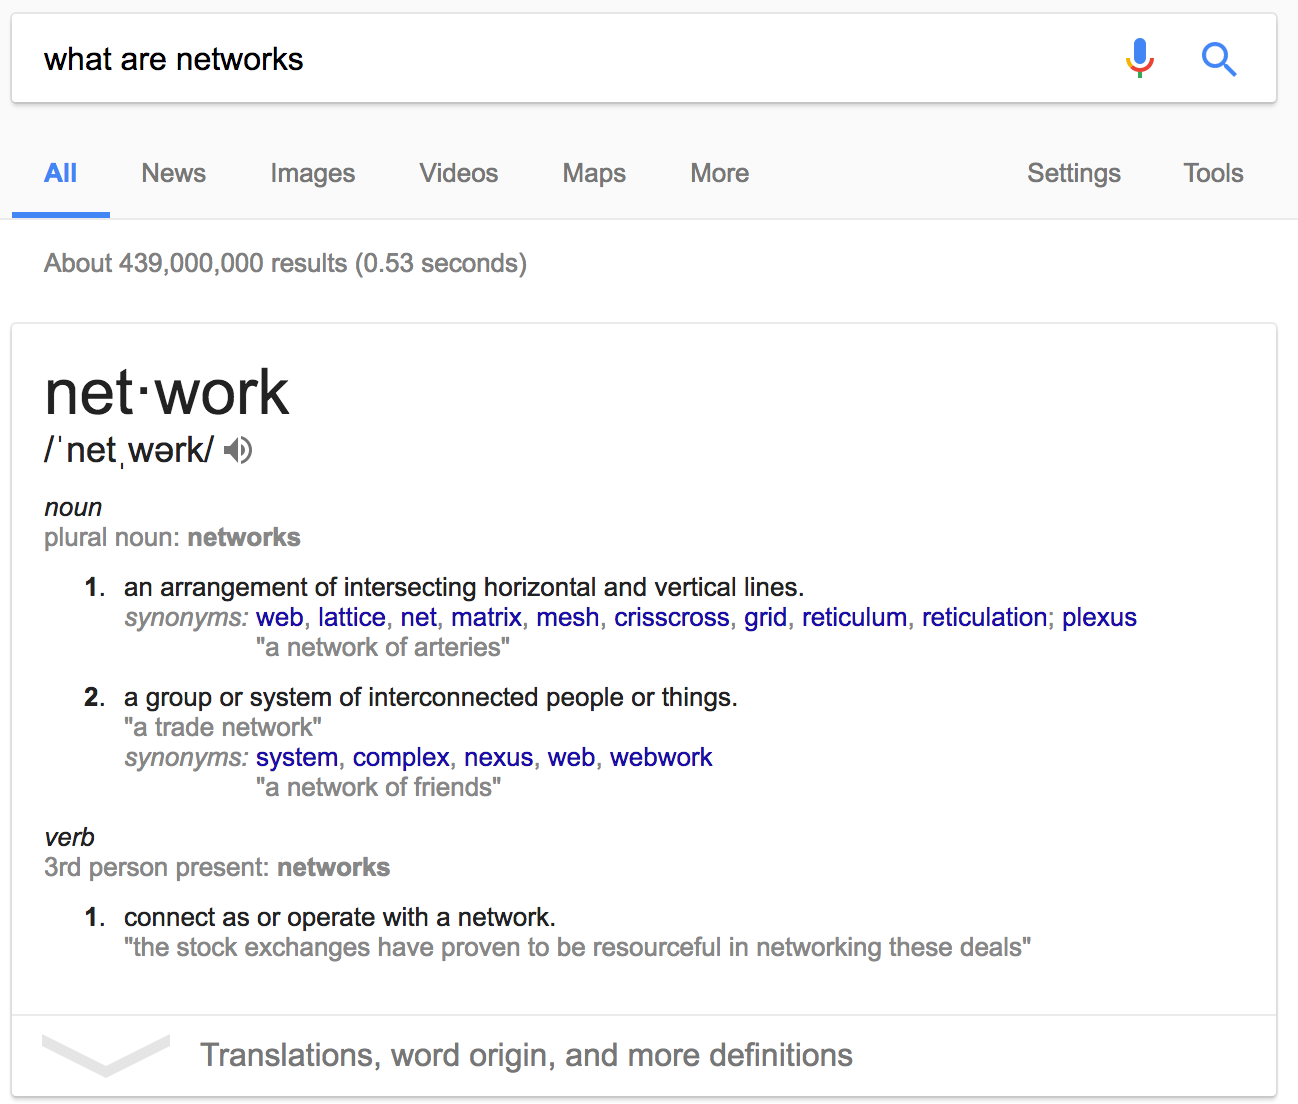 what are networks
All News Images Videos Maps More Settings Tools
About 439,000,000 results (0.53 seconds)
net·work
/ˈnetˌwərk/
noun
plural noun: networks
1. an arrangement of intersecting horizontal and vertical lines.
synonyms: web, lattice, net, matrix, mesh, crisscross, grid, reticulum, reticulation; plexus
"a network of arteries"
2. a group or system of interconnected people or things.
"a trade network"
synonyms: system, complex, nexus, web, webwork
"a network of friends"
verb
3rd person present: networks
1. connect as or operate with a network.
"the stock exchanges have proven to be resourceful in networking these deals"
Translations, word origin, and more definitions